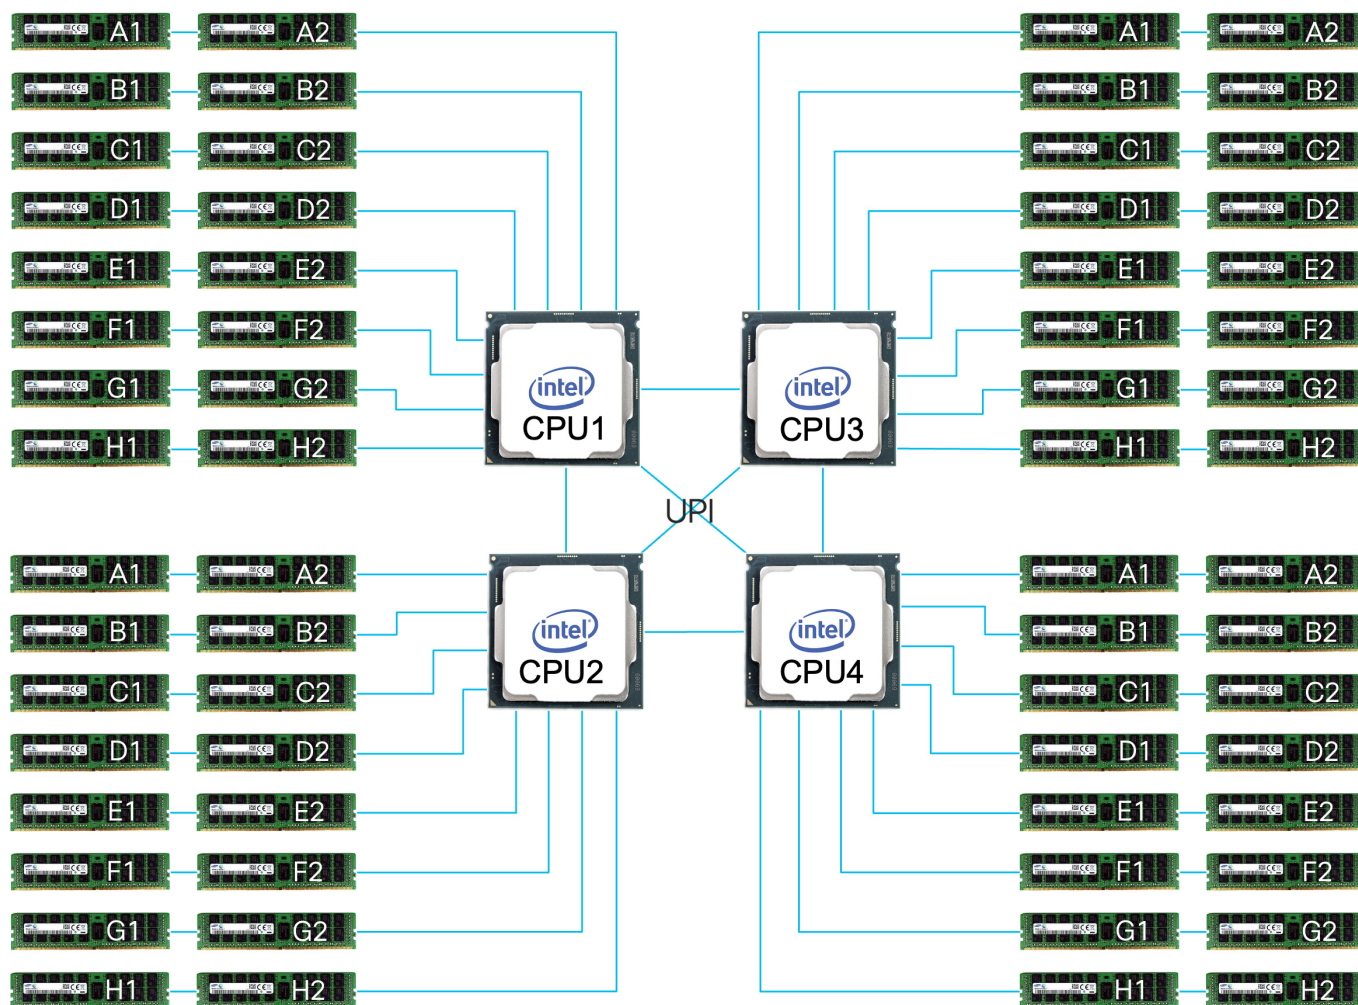 A1 A2 A1 A2
B1 B2 B1 B2
C1 C2 C1 C2
D1 D2 D1 D2
E1 E2 E1 E2
F1 F2 F1 F2
G1 G2 G1 G2
H1 H2 H1 H2
intel intel
CPU1 CPU3
UPI
A1 A2 A1 A2
B1 B2 B1 B2
C1 C2 C1 C2
D1 D2 D1 D2
E1 E2 E1 E2
F1 F2 F1 F2
G1 G2 G1 G2
H1 H2 H1 H2
intel intel
CPU2 CPU4